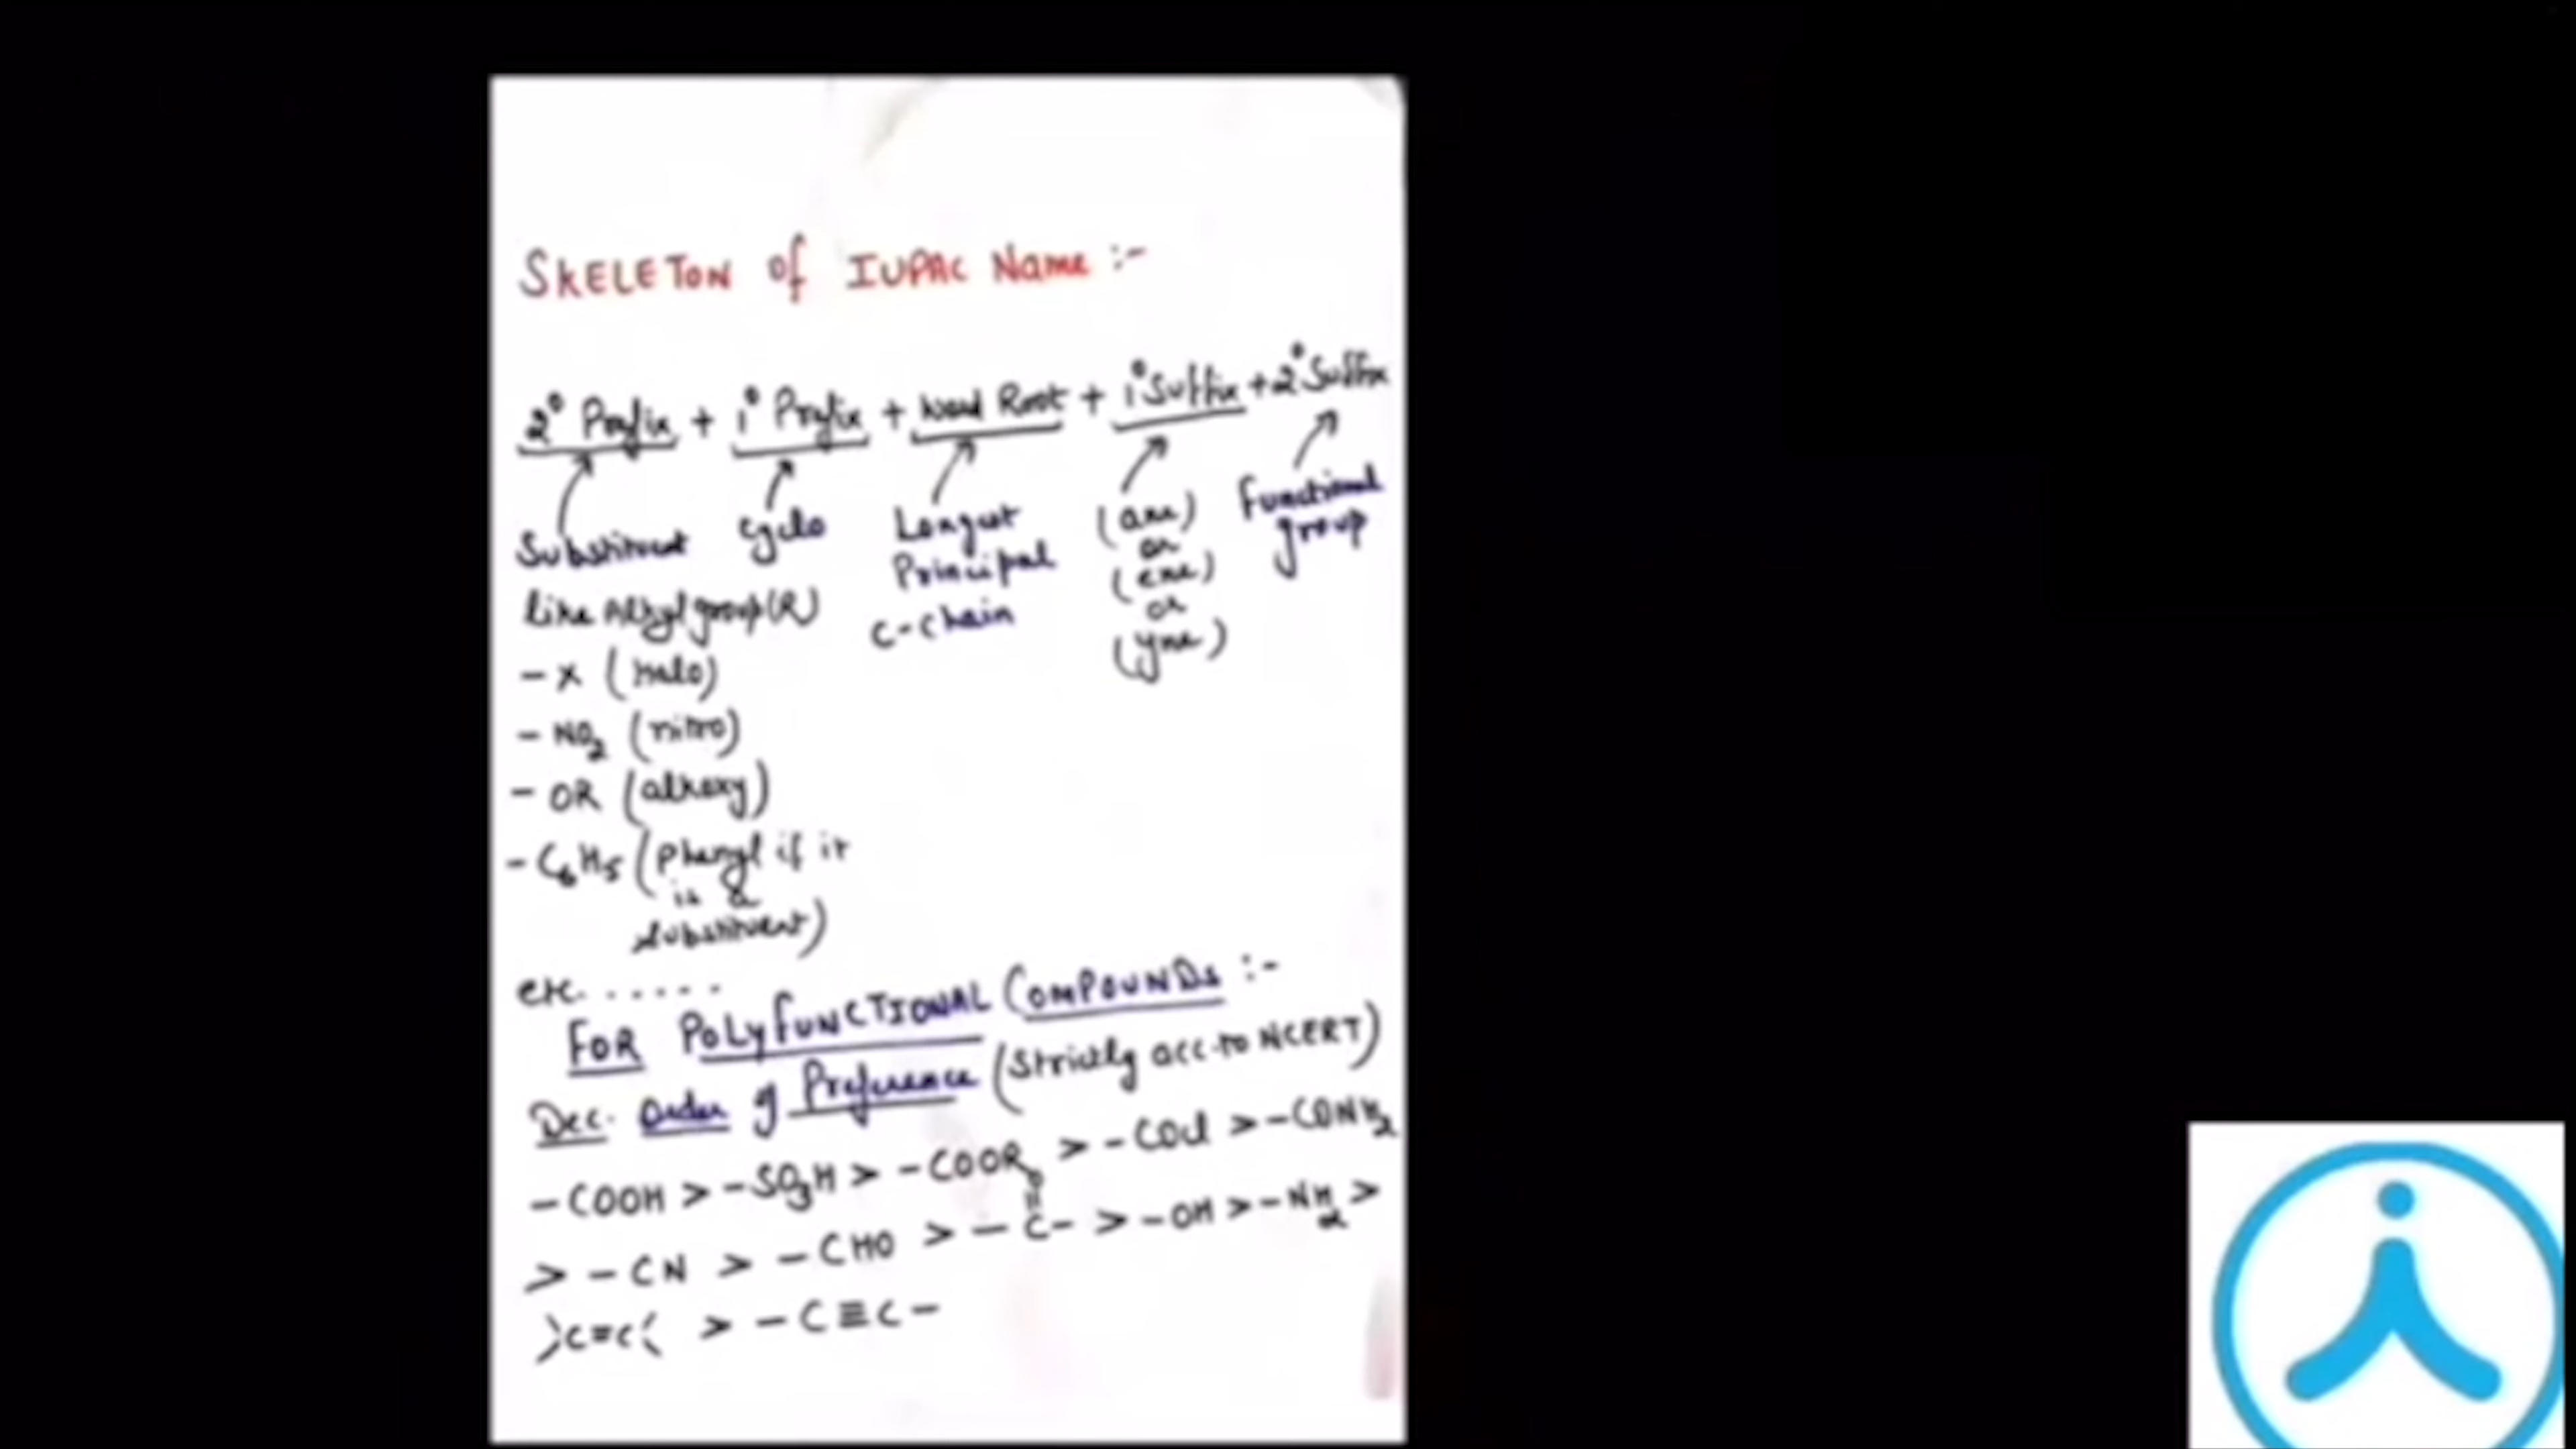 SKELETON Of IUPAC Name :-
2° Prefix + 1° Prefix + Word Root + 1° Suffix + 2° Suffix
Substituent cyclo Longest (ane) Functional
or group
Principal (ene)
like Alkyl group (R) c-chain or
(yne)
- X (Halo)
- NO2 (nitro)
- OR (alkoxy)
- C6H5 (Phenyl if it
is a
substituent)
etc. . . . . .
FOR POLYFUNCTIONAL COMPOUNDs :-
Dec. Order of Preference (Strictly acc. to NCERT)
- COOH > - SO3H > - COOR > - COCl > - CONH2
O
> - CN > - CHO > - C - > - OH > - NH2 >
>C=C< > - C ≡ C -